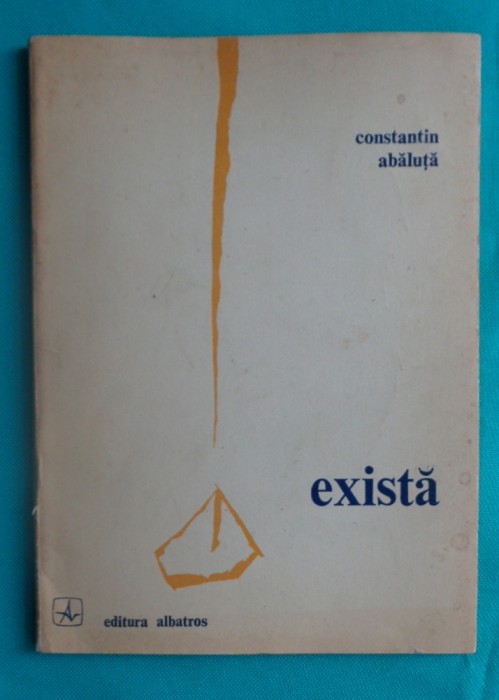 constantin
abăluță
există
editura albatros